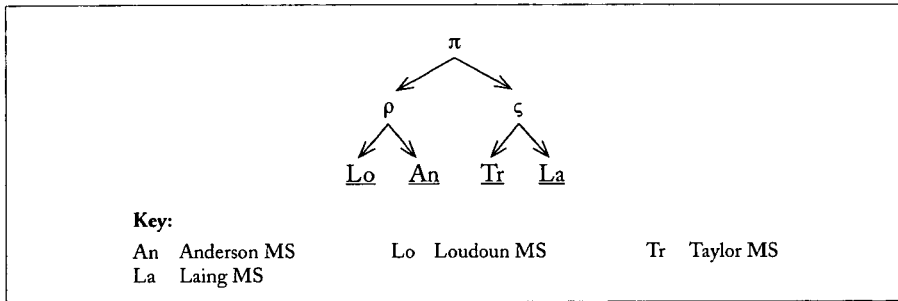 π
ρ ς
Lo An Tr La
Key:
An Anderson MS Lo Loudoun MS Tr Taylor MS
La Laing MS